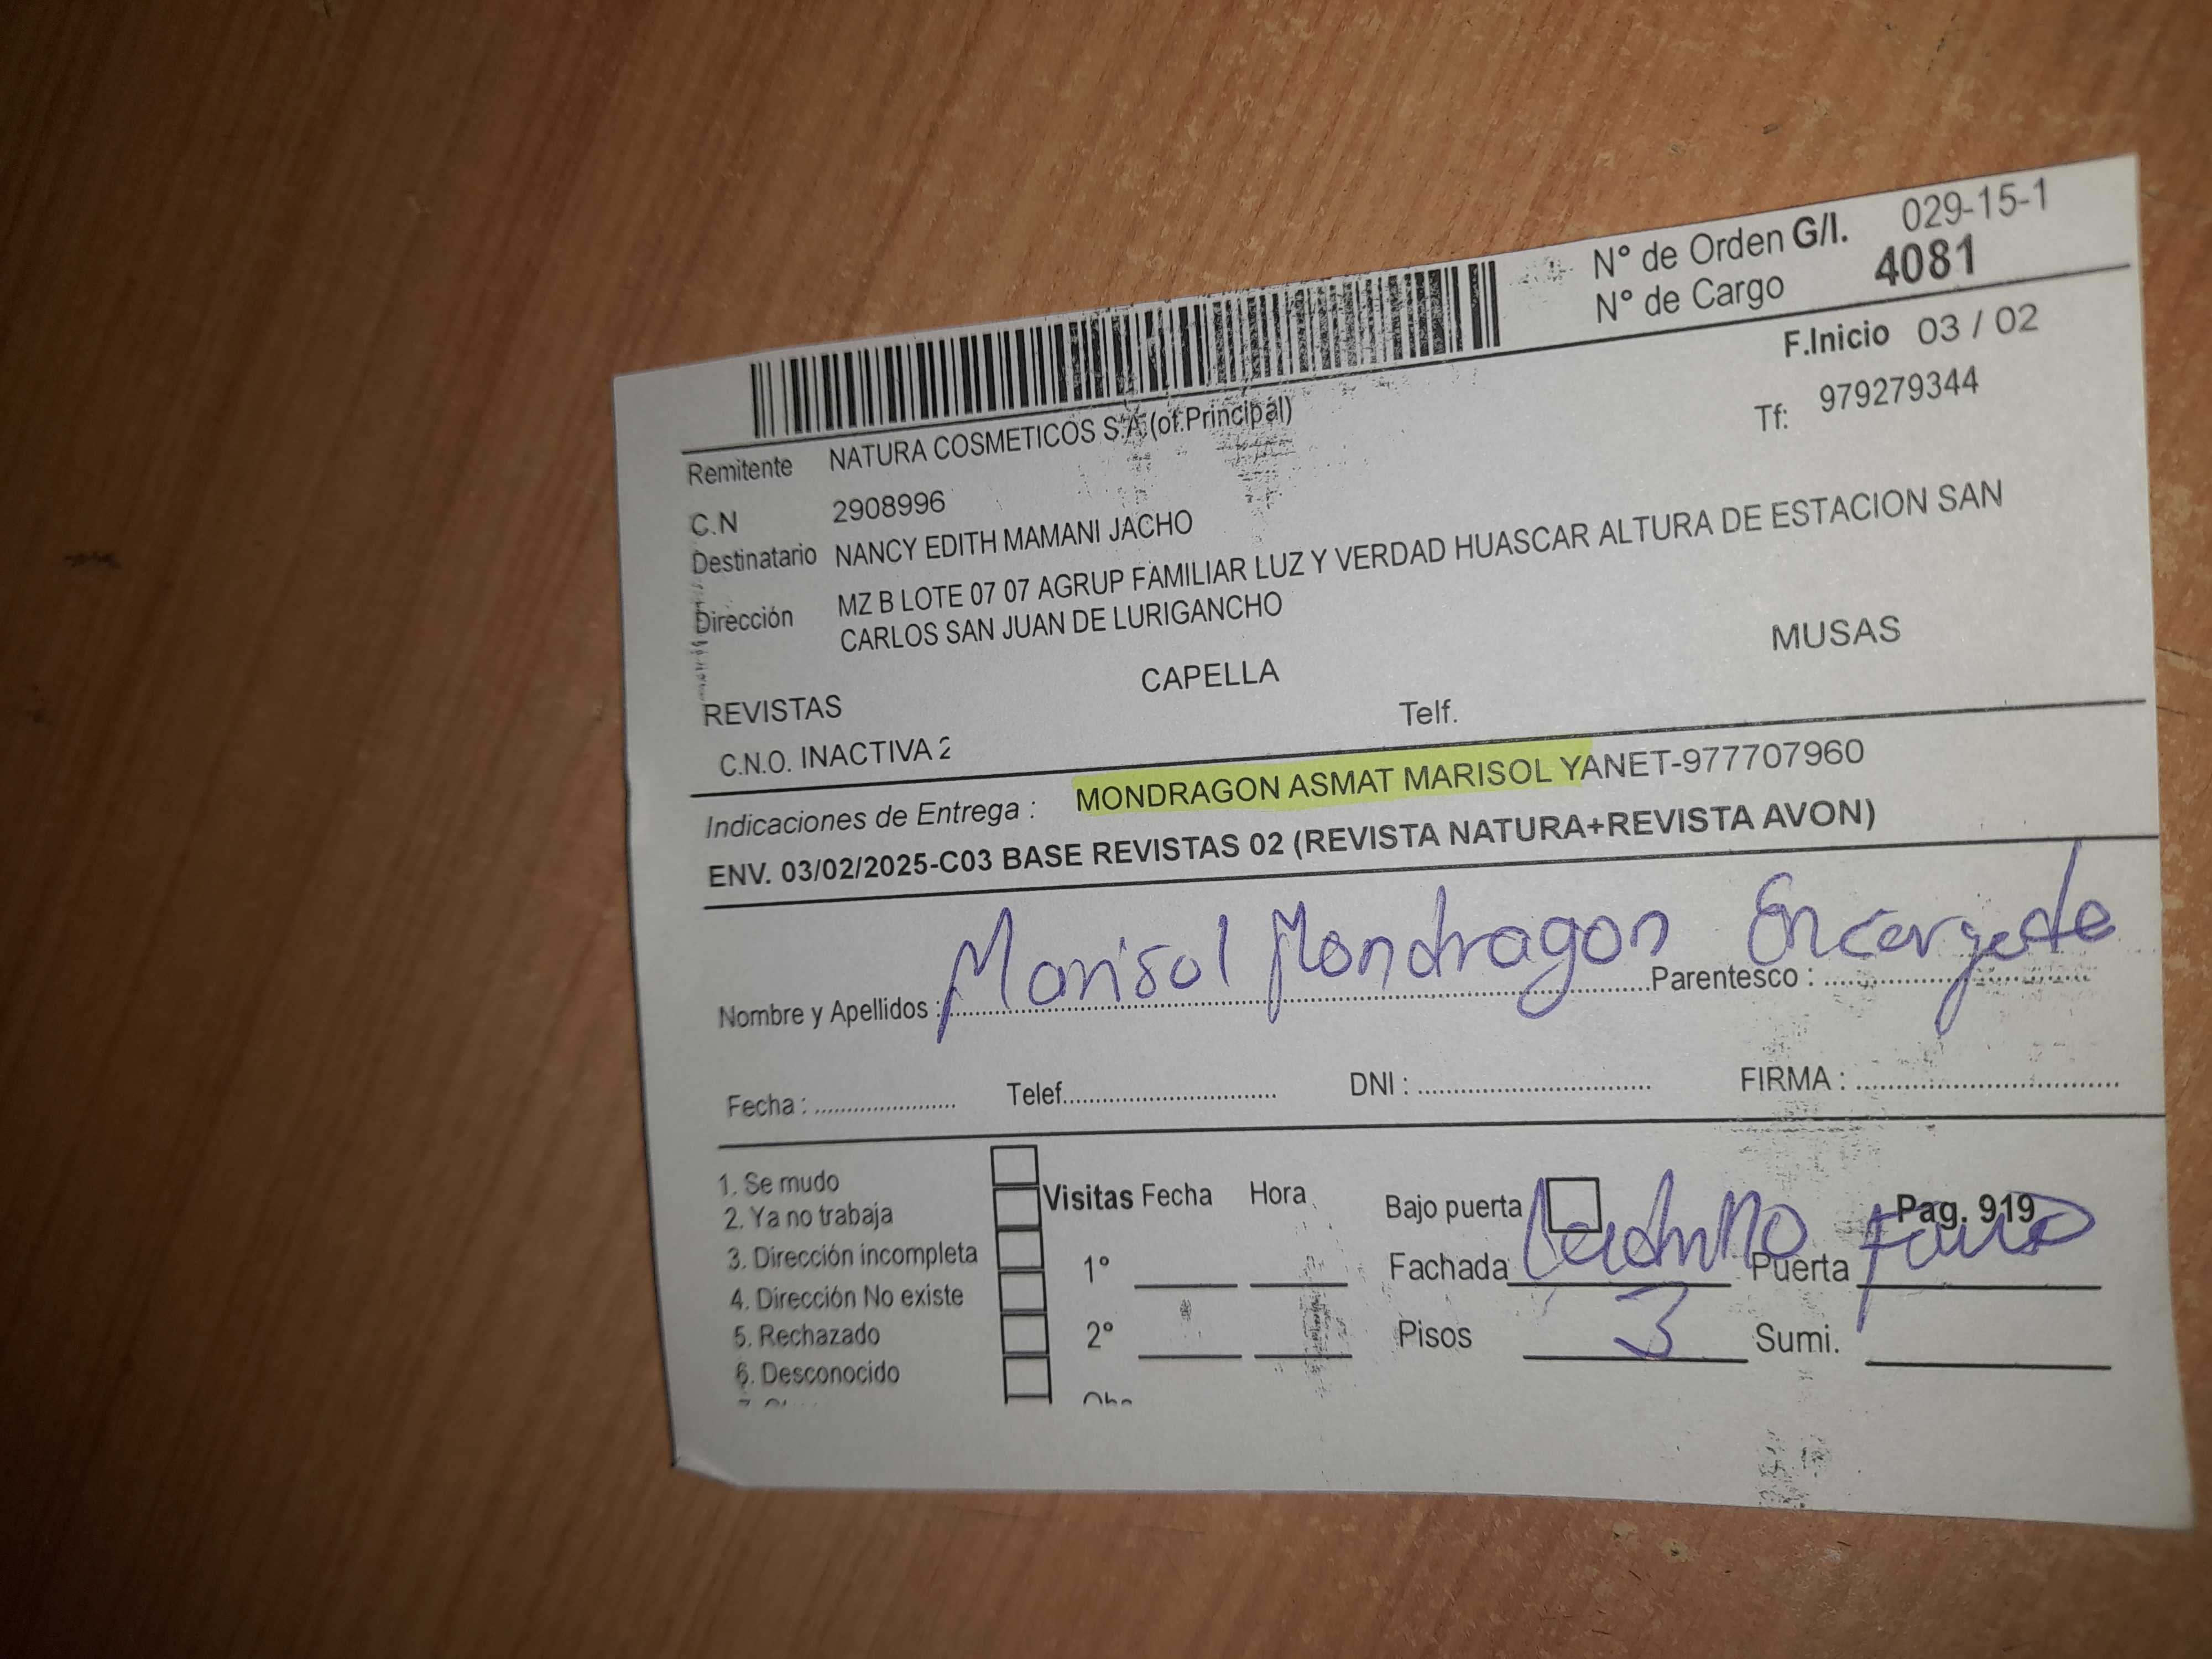 N° de Orden G/I. 029-15-1
N° de Cargo 4081
F.Inicio 03 / 02
Remitente NATURA COSMETICOS S.A.(of.Principal) Tf: 979279344
C.N 2908996
Destinatario NANCY EDITH MAMANI JACHO
Dirección MZ B LOTE 07 07 AGRUP FAMILIAR LUZ Y VERDAD HUASCAR ALTURA DE ESTACION SAN
CARLOS SAN JUAN DE LURIGANCHO
REVISTAS CAPELLA MUSAS
C.N.O. INACTIVA 2 Telf.
Indicaciones de Entrega : MONDRAGON ASMAT MARISOL YANET-977707960
ENV. 03/02/2025-C03 BASE REVISTAS 02 (REVISTA NATURA+REVISTA AVON)
Nombre y Apellidos : Marisol Mondragon Parentesco : Encargada
Fecha : Telef. DNI : FIRMA :
1. Se mudo
2. Ya no trabaja
3. Dirección incompleta
4. Dirección No existe
5. Rechazado
6. Desconocido
Visitas Fecha Hora
1°
2°
Bajo puerta Pag. 919
Fachada Ladrillo Puerta
Pisos 3 Sumi.